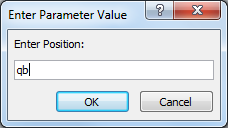 Enter Parameter Value
?
Enter Position:
qb
OK
Cancel